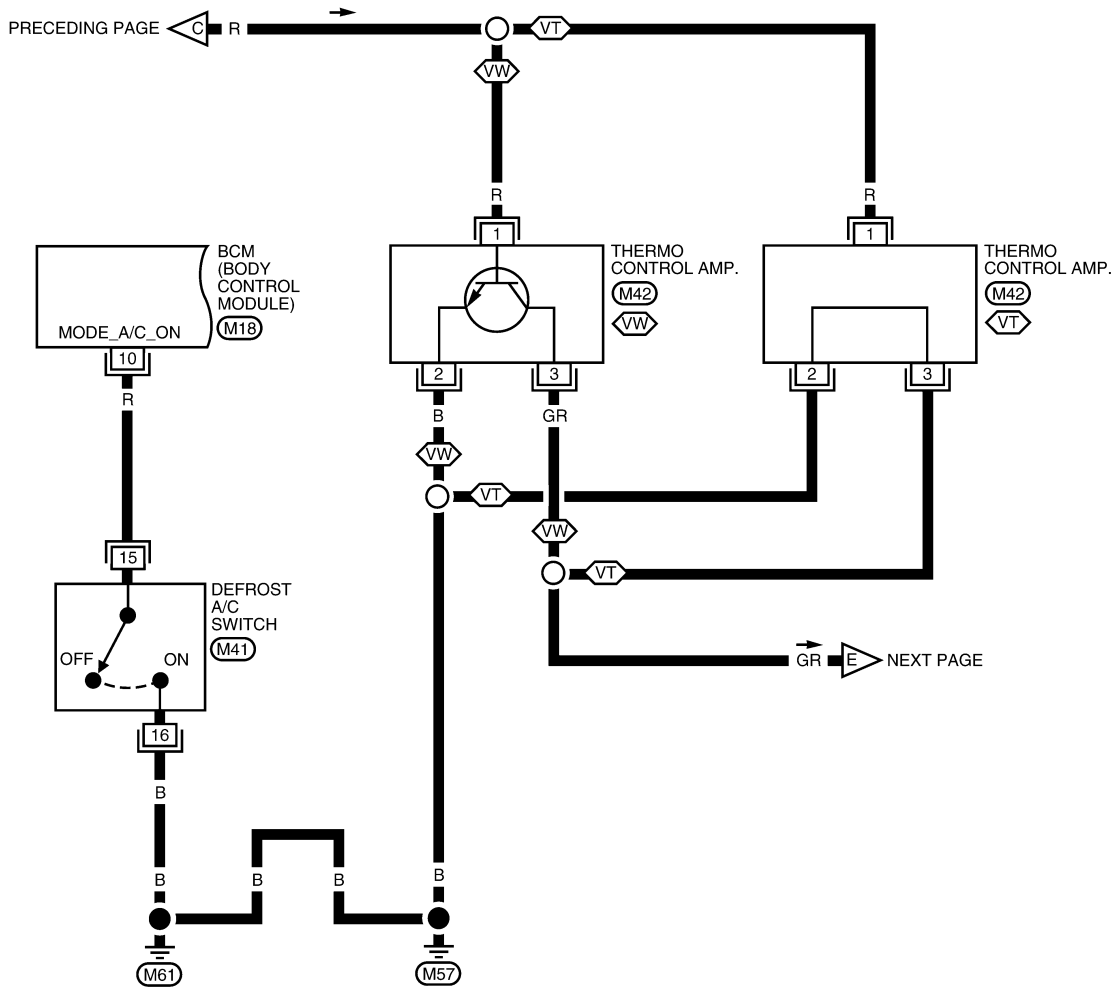 PRECEDING PAGE C R VT
VW
R R
1 1
BCM
(BODY
CONTROL
MODULE)
M18
MODE_A/C_ON
10
THERMO
CONTROL AMP.
M42
VW
THERMO
CONTROL AMP.
M42
VT
2 3 2 3
R
B GR
VW
VT
VW
VT
15
DEFROST
A/C
SWITCH
M41
OFF ON
GR E NEXT PAGE
16
B
B B B B
M61 M57